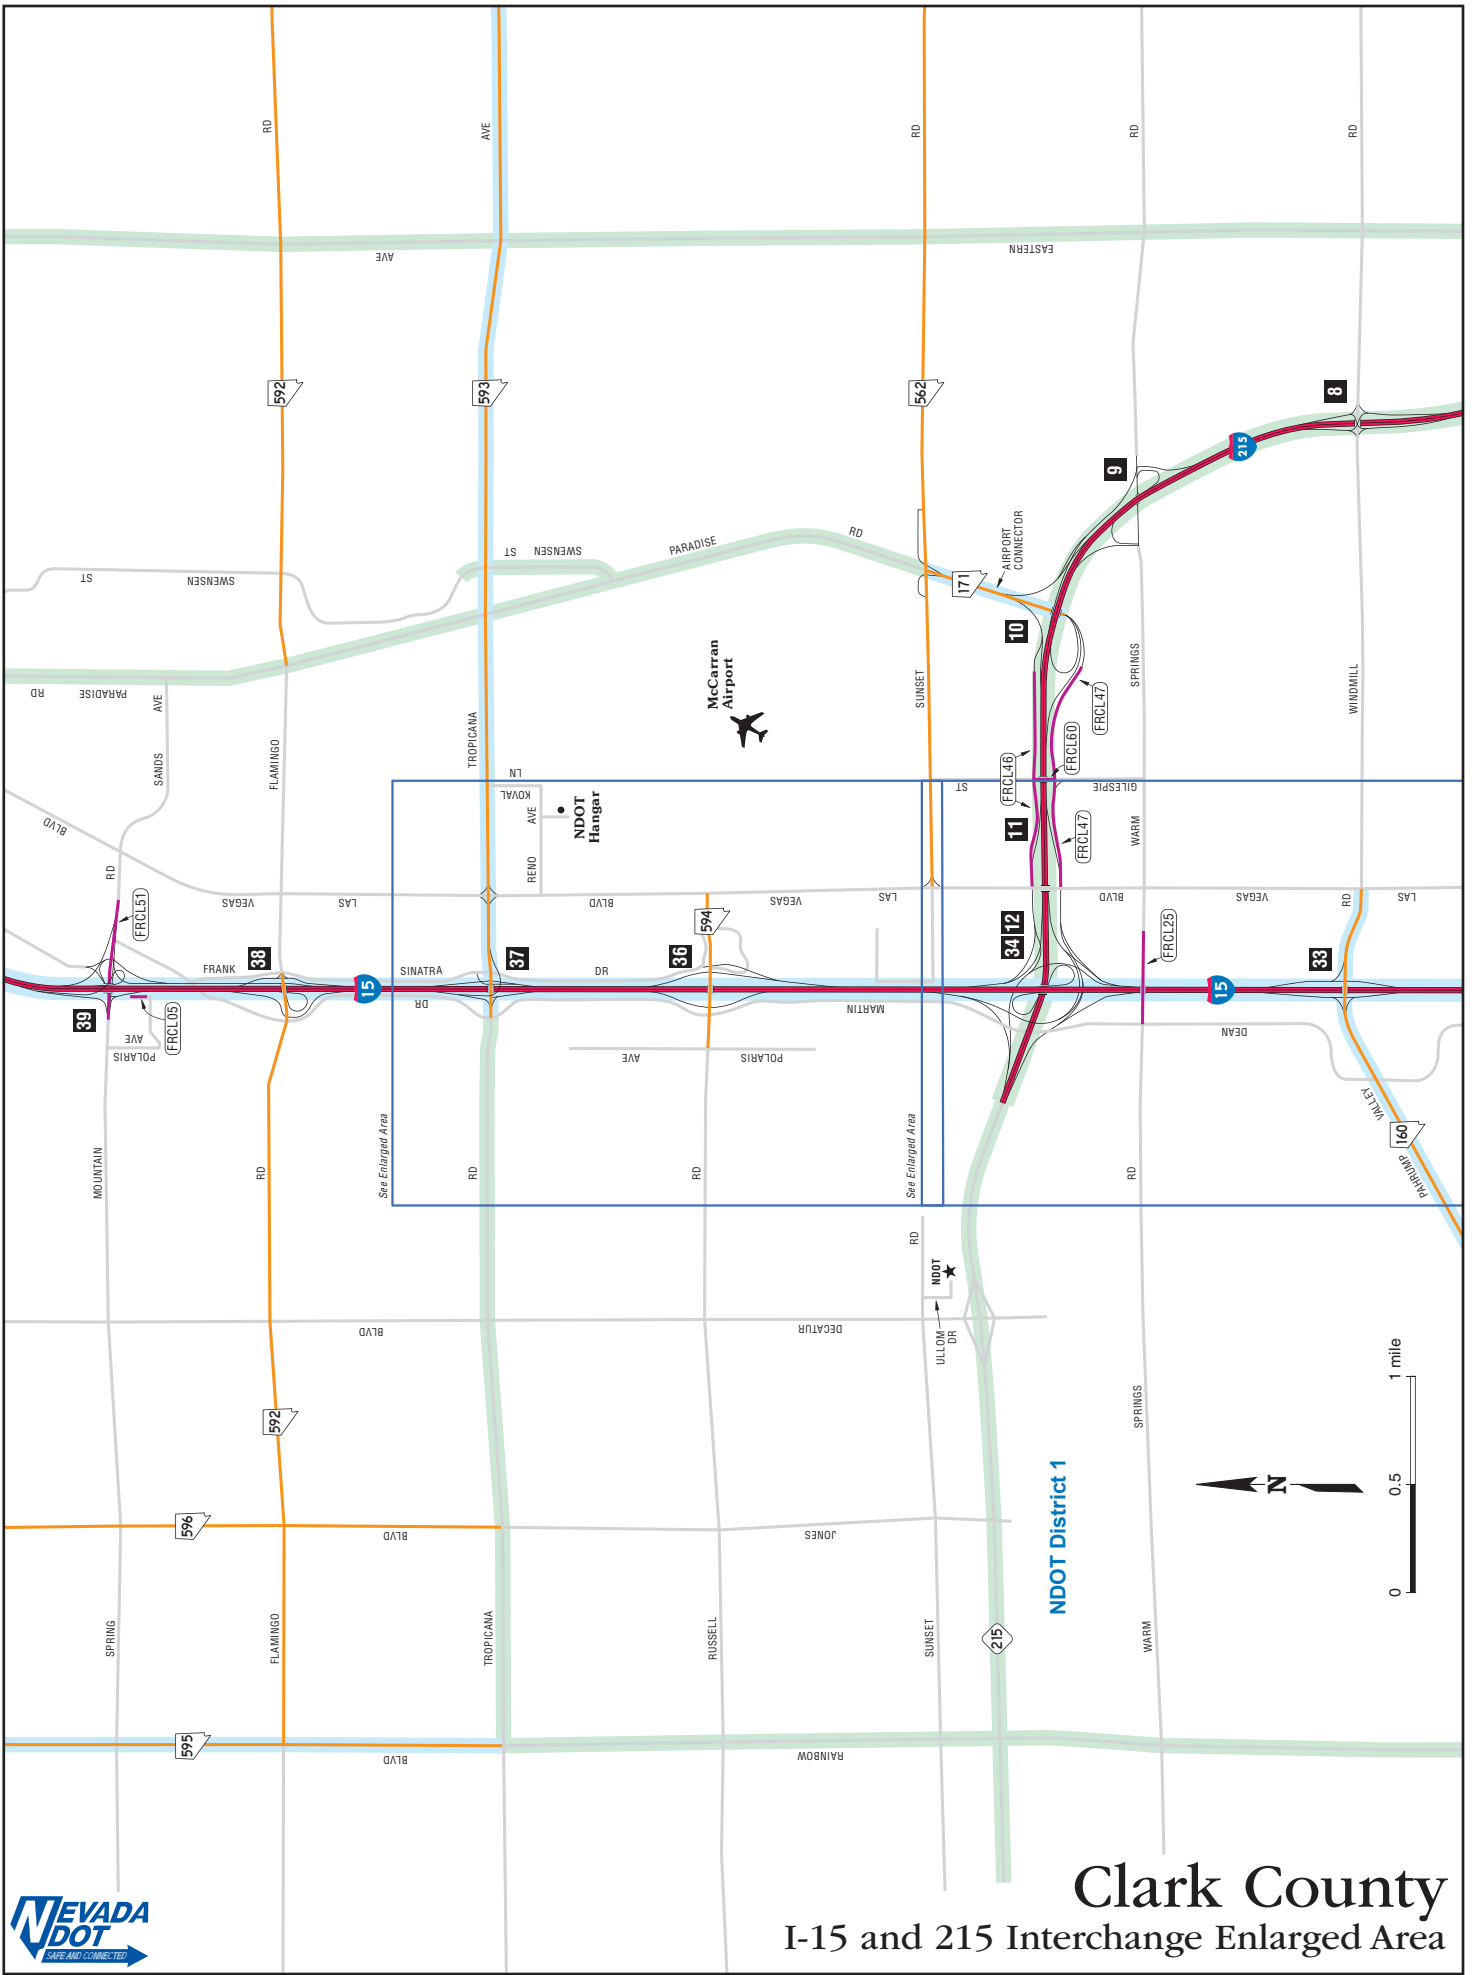 RD
AVE
RD
RD
RD
AVE
EASTERN
592
593
562
8
215
9
ST
SWENSEN
ST
SWENSEN
PARADISE
RD
AIRPORT
CONNECTOR
171
10
RD
PARADISE
AVE
SANDS
FLAMINGO
TROPICANA
McCarran
Airport
SUNSET
SPRINGS
WINDMILL
FRCL47
FRCL60
FRCL46
BLVD
LN
KOVAL
AVE
RENO
NDOT
Hangar
ST
GILESPIE
11
FRCL47
WARM
RD
FRCL51
VEGAS
LAS
BLVD
VEGAS
LAS
BLVD
VEGAS
LAS
RD
594
34
12
FRCL25
39
FRCL05
FRANK
38
SINATRA
37
DR
36
33
15
DR
MARTIN
15
DEAN
AVE
POLARIS
AVE
POLARIS
VALLEY
160
PAHRUMP
MOUNTAIN
RD
See Enlarged Area
RD
RD
See Enlarged Area
RD
RD
NDOT
ULLOM
DR
BLVD
DECATUR
592
SPRINGS
1 mile
0.5
0
N
NDOT District 1
596
BLVD
JONES
SPRING
FLAMINGO
TROPICANA
RUSSELL
SUNSET
215
WARM
595
BLVD
RAINBOW
NEVADA
DOT
SAFE AND CONNECTED
Clark County
I-15 and 215 Interchange Enlarged Area